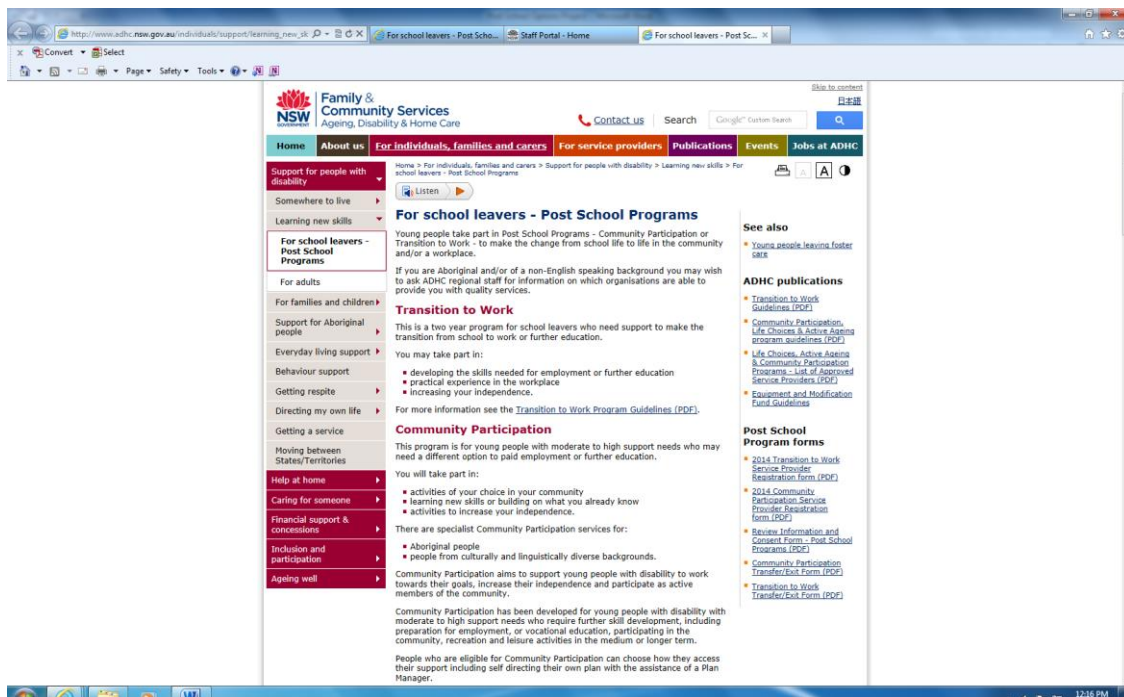 http://www.adhc.nsw.gov.au/individuals/support/learning_new_sk
For school leavers - Post Scho...
Staff Portal - Home
For school leavers - Post Sc...
x Convert Select
Page Safety Tools
Skip to content
日本語
NSW
GOVERNMENT
Family &
Community Services
Ageing, Disability & Home Care
Contact us
Search
Google™ Custom Search
Home
About us
For individuals, families and carers
For service providers
Publications
Events
Jobs at ADHC
Support for people with
disability
Somewhere to live
Learning new skills
For school leavers -
Post School
Programs
For adults
For families and children
Support for Aboriginal
people
Everyday living support
Behaviour support
Getting respite
Directing my own life
Getting a service
Moving between
States/Territories
Help at home
Caring for someone
Financial support &
concessions
Inclusion and
participation
Ageing well
Home > For individuals, families and carers > Support for people with disability > Learning new skills > For
school leavers - Post School Programs
A A
Listen
For school leavers - Post School Programs
Young people take part in Post School Programs - Community Participation or
Transition to Work - to make the change from school life to life in the community
and/or a workplace.
If you are Aboriginal and/or of a non-English speaking background you may wish
to ask ADHC regional staff for information on which organisations are able to
provide you with quality services.
Transition to Work
This is a two year program for school leavers who need support to make the
transition from school to work or further education.
You may take part in:
developing the skills needed for employment or further education
practical experience in the workplace
increasing your independence.
For more information see the Transition to Work Program Guidelines (PDF).
Community Participation
This program is for young people with moderate to high support needs who may
need a different option to paid employment or further education.
You will take part in:
activities of your choice in your community
learning new skills or building on what you already know
activities to increase your independence.
There are specialist Community Participation services for:
Aboriginal people
people from culturally and linguistically diverse backgrounds.
Community Participation aims to support young people with disability to work
towards their goals, increase their independence and participate as active
members of the community.
Community Participation has been developed for young people with disability with
moderate to high support needs who require further skill development, including
preparation for employment, or vocational education, participating in the
community, recreation and leisure activities in the medium or longer term.
People who are eligible for Community Participation can choose how they access
their support including self directing their own plan with the assistance of a Plan
Manager.
See also
Young people leaving foster
care
ADHC publications
Transition to Work
Guidelines (PDF)
Community Participation,
Life Choices & Active Ageing
program guidelines (PDF)
Life Choices, Active Ageing
& Community Participation
Programs - List of Approved
Service Providers (PDF)
Equipment and Modification
Fund Guidelines
Post School
Program forms
2014 Transition to Work
Service Provider
Registration form (PDF)
2014 Community
Participation Service
Provider Registration
form (PDF)
Review Information and
Consent Form - Post School
Programs (PDF)
Community Participation
Transfer/Exit Form (PDF)
Transition to Work
Transfer/Exit Form (PDF)
12:16 PM